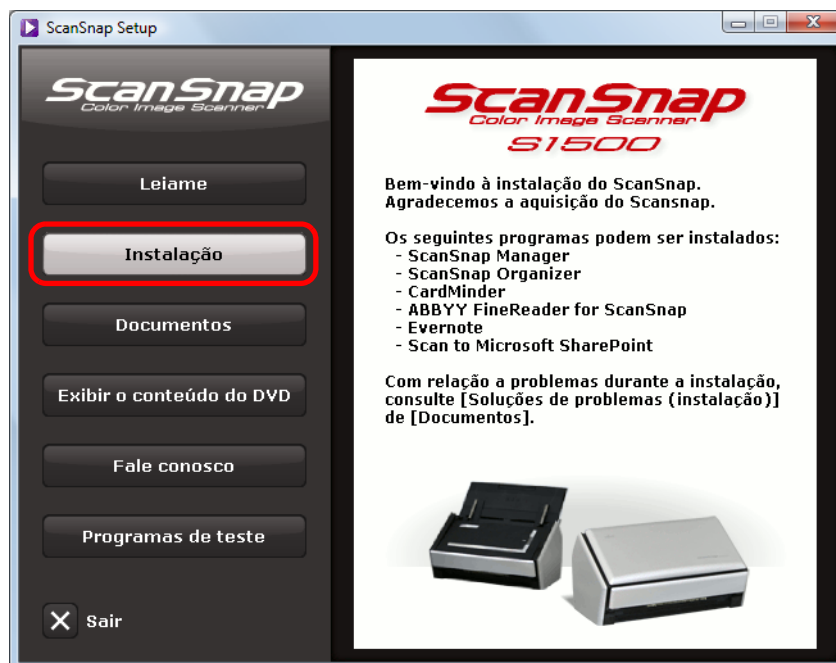 ScanSnap Setup
ScanSnap
Color Image Scanner
Leiame
Instalação
Documentos
Exibir o conteúdo do DVD
Fale conosco
Programas de teste
Sair
ScanSnap
Color Image Scanner
S1500
Bem-vindo à instalação do ScanSnap.
Agradecemos a aquisição do Scansnap.
Os seguintes programas podem ser instalados:
- ScanSnap Manager
- ScanSnap Organizer
- CardMinder
- ABBYY FineReader for ScanSnap
- Evernote
- Scan to Microsoft SharePoint
Com relação a problemas durante a instalação,
consulte [Soluções de problemas (instalação)]
de [Documentos].